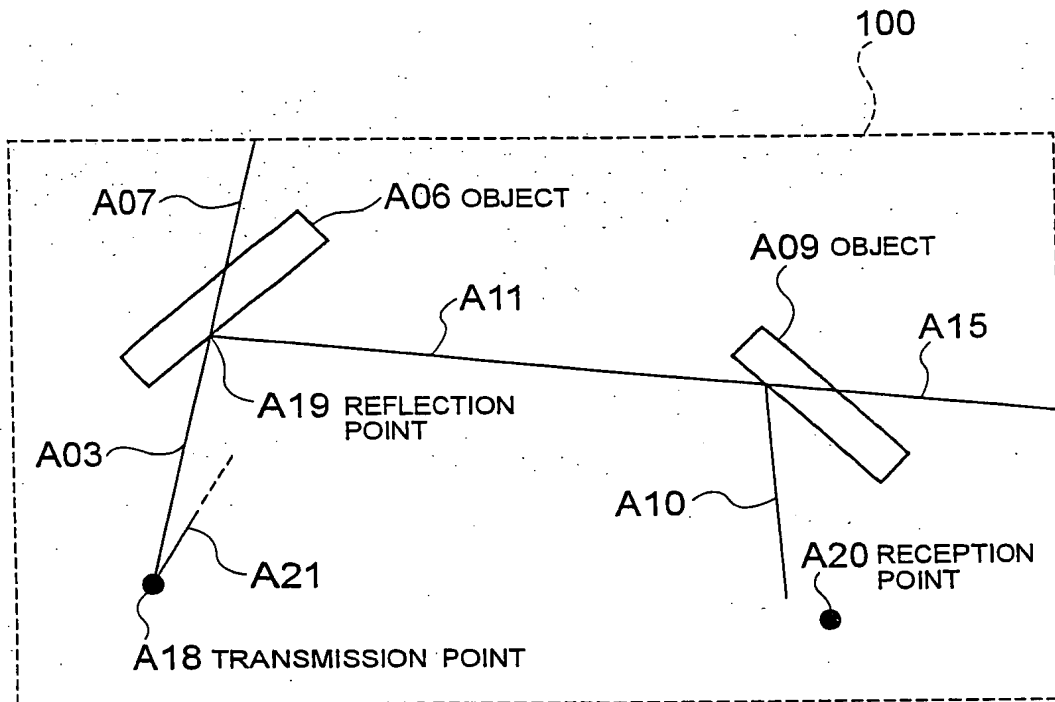 100
A07
A06 OBJECT
A09 OBJECT
A11
A15
A19 REFLECTION
POINT
A03
A10
A21
A20 RECEPTION
POINT
A18 TRANSMISSION POINT